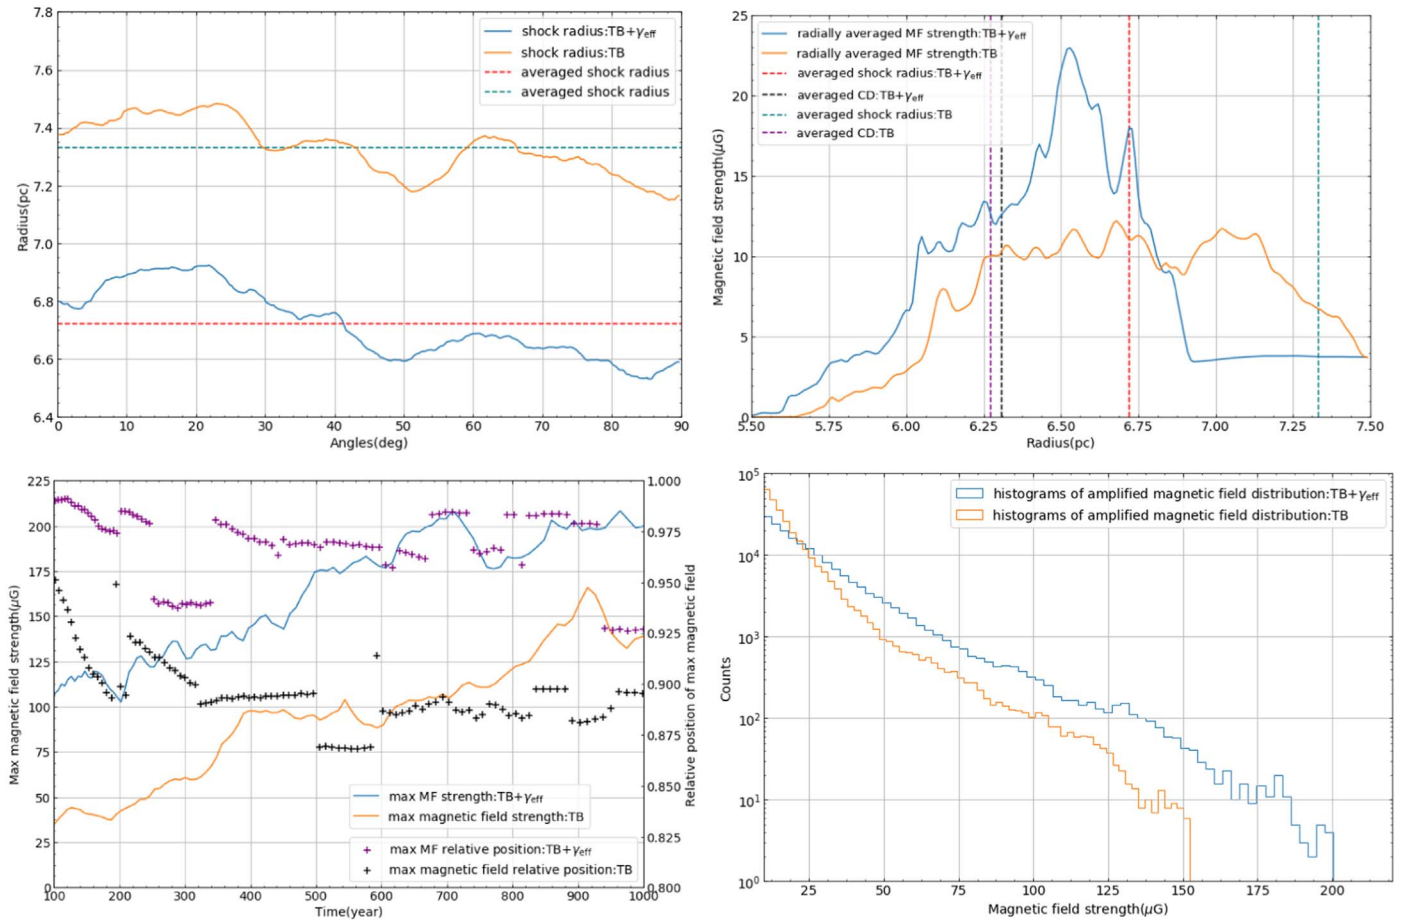 7.8
7.6
7.4
7.2
7.0
6.8
6.6
6.4
Radius(pc)
shock radius:TB+γeff
shock radius:TB
averaged shock radius
averaged shock radius
0 10 20 30 40 50 60 70 80 90
Angles(deg)
25
20
15
10
5
0
Magnetic field strength(μG)
radially averaged MF strength:TB+γeff
radially averaged MF strength:TB
averaged shock radius:TB+γeff
averaged CD:TB+γeff
averaged shock radius:TB
averaged CD:TB
5.50 5.75 6.00 6.25 6.50 6.75 7.00 7.25 7.50
Radius(pc)
225
200
175
150
125
100
75
50
25
0
Max magnetic field strength(μG)
1.000
0.975
0.950
0.925
0.900
0.875
0.850
0.825
0.800
Relative position of max magnetic field
max MF strength:TB+γeff
max magnetic field strength:TB
max MF relative position:TB+γeff
max magnetic field relative position:TB
100 200 300 400 500 600 700 800 900 1000
Time(year)
10⁵
10⁴
10³
10²
10¹
10⁰
Counts
histograms of amplified magnetic field distribution:TB+γeff
histograms of amplified magnetic field distribution:TB
25 50 75 100 125 150 175 200
Magnetic field strength(μG)